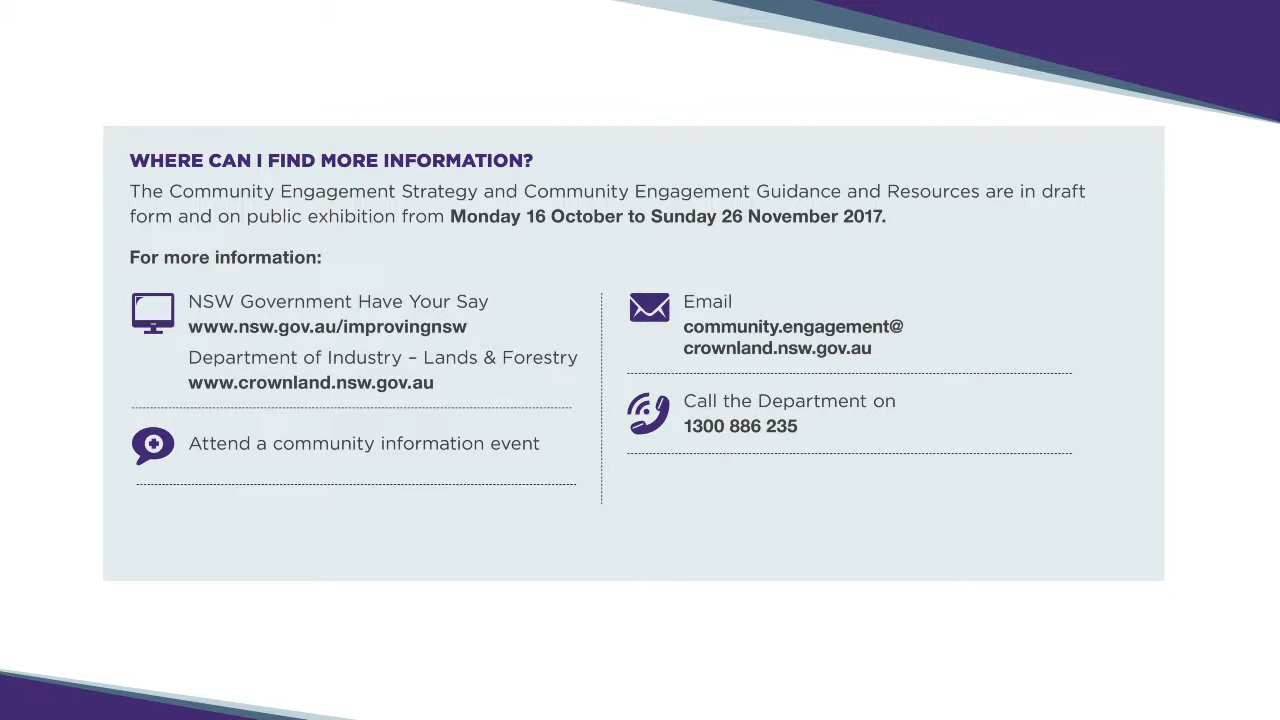 WHERE CAN I FIND MORE INFORMATION?
The Community Engagement Strategy and Community Engagement Guidance and Resources are in draft
form and on public exhibition from Monday 16 October to Sunday 26 November 2017.
For more information:
NSW Government Have Your Say
www.nsw.gov.au/improvingnsw
Department of Industry – Lands & Forestry
www.crownland.nsw.gov.au
Attend a community information event
Email
community.engagement@
crownland.nsw.gov.au
Call the Department on
1300 886 235